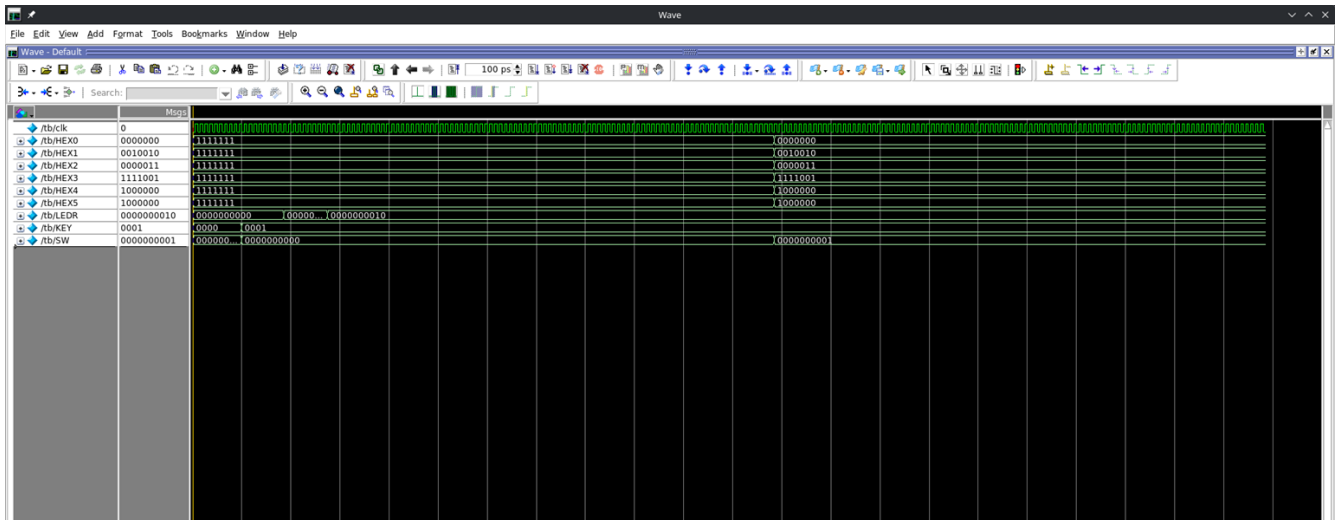 Wave
File Edit View Add Format Tools Bookmarks Window Help
Wave - Default
100 ps
Search:
Msgs
/tb/clk 0
/tb/HEX0 0000000 1111111 0000000
/tb/HEX1 0010010 1111111 0010010
/tb/HEX2 0000011 1111111 0000011
/tb/HEX3 1111001 1111111 1111001
/tb/HEX4 1000000 1111111 1000000
/tb/HEX5 1000000 1111111 1000000
/tb/LEDR 0000000010 0000000000 00000... 0000000010
/tb/KEY 0001 0000 0001
/tb/SW 0000000001 000000... 0000000000 0000000001